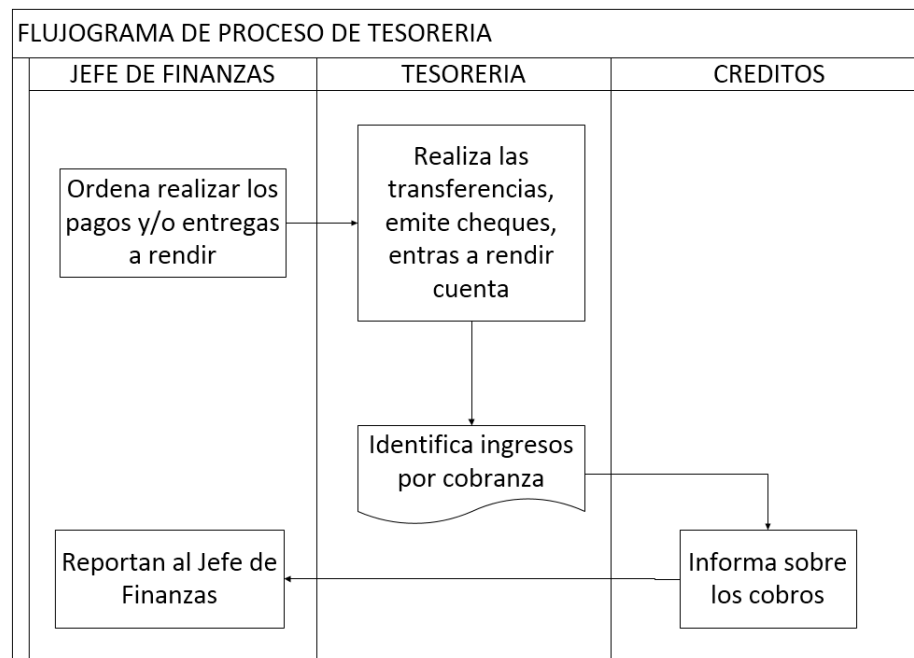 FLUJOGRAMA DE PROCESO DE TESORERIA
JEFE DE FINANZAS
TESORERIA
CREDITOS
Ordena realizar los
pagos y/o entregas
a rendir
Realiza las
transferencias,
emite cheques,
entras a rendir
cuenta
Identifica ingresos
por cobranza
Informa sobre
los cobros
Reportan al Jefe de
Finanzas